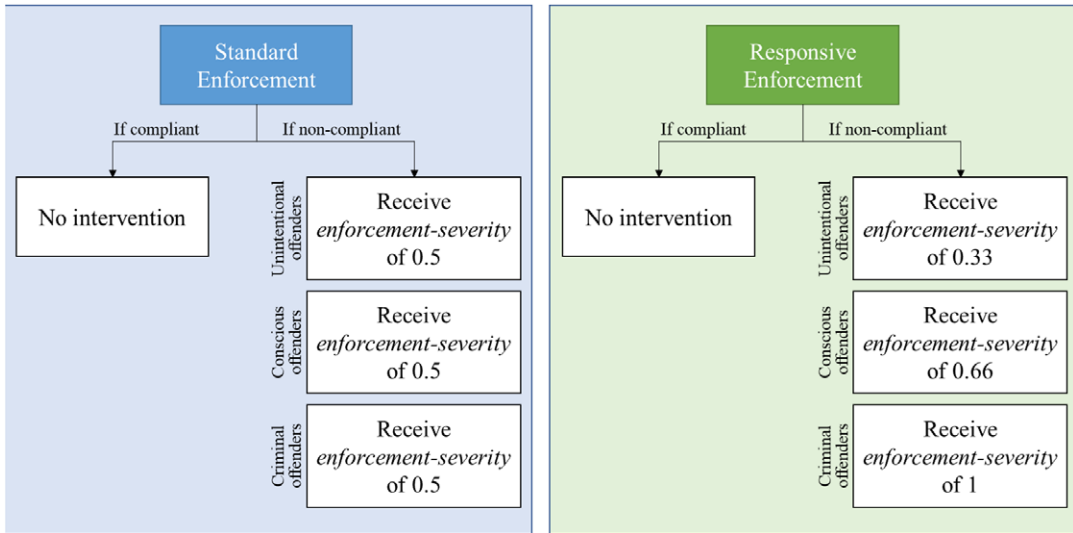 Standard
Enforcement
If compliant
If non-compliant
No intervention
Unintentional
offenders
Receive
enforcement-severity
of 0.5
Conscious
offenders
Receive
enforcement-severity
of 0.5
Criminal
offenders
Receive
enforcement-severity
of 0.5
Responsive
Enforcement
If compliant
If non-compliant
No intervention
Unintentional
offenders
Receive
enforcement-severity
of 0.33
Conscious
offenders
Receive
enforcement-severity
of 0.66
Criminal
offenders
Receive
enforcement-severity
of 1